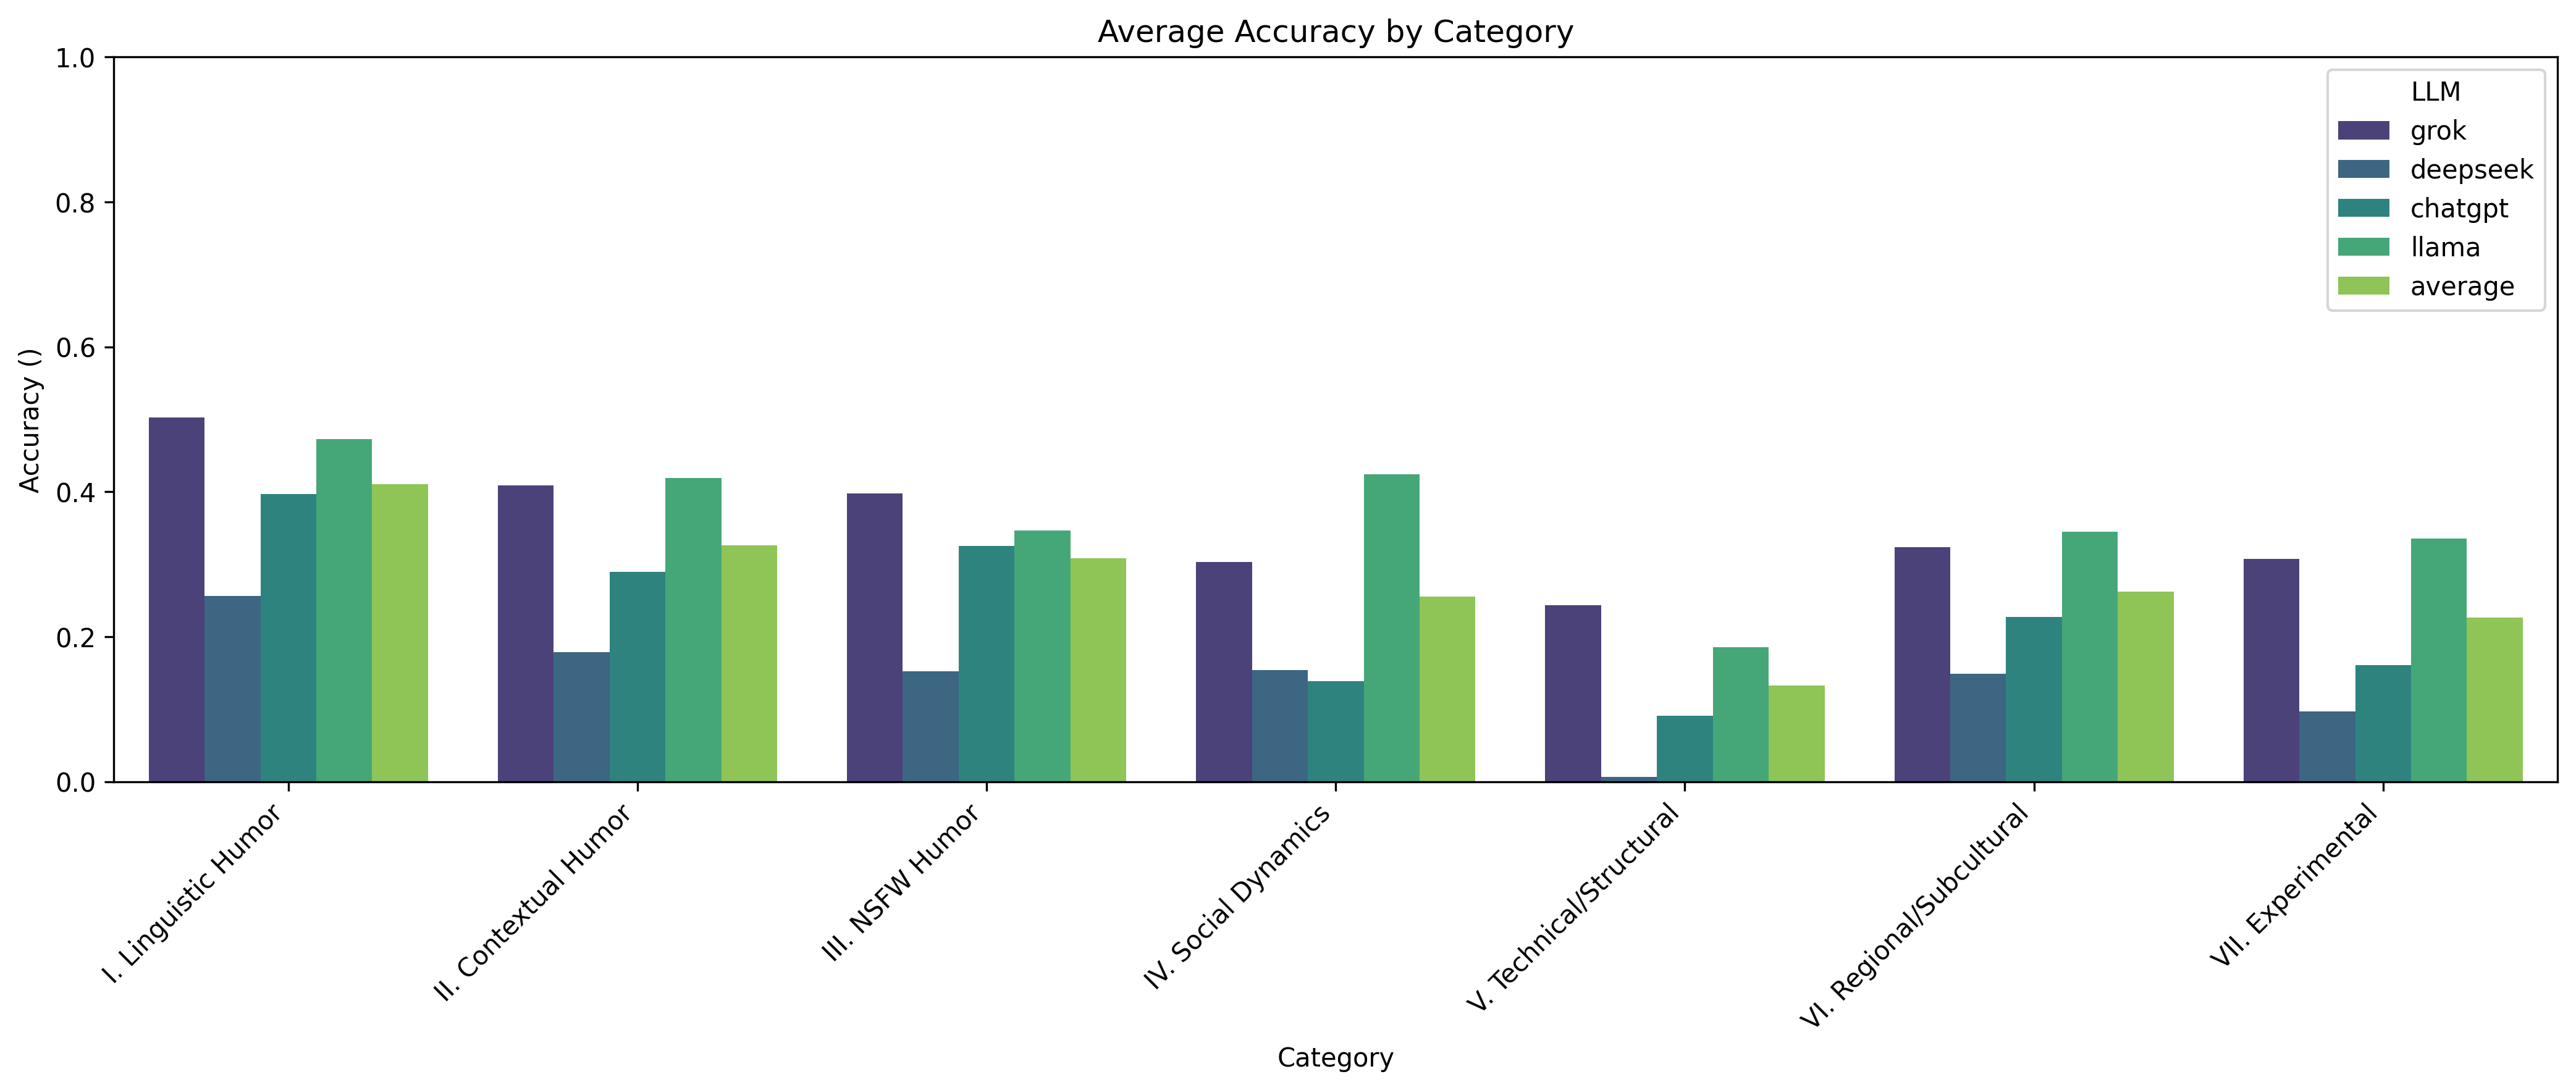 Average Accuracy by Category
Accuracy ()
1.0
0.8
0.6
0.4
0.2
0.0
LLM
grok
deepseek
chatgpt
llama
average
I. Linguistic Humor
II. Contextual Humor
III. NSFW Humor
IV. Social Dynamics
V. Technical/Structural
VI. Regional/Subcultural
VII. Experimental
Category